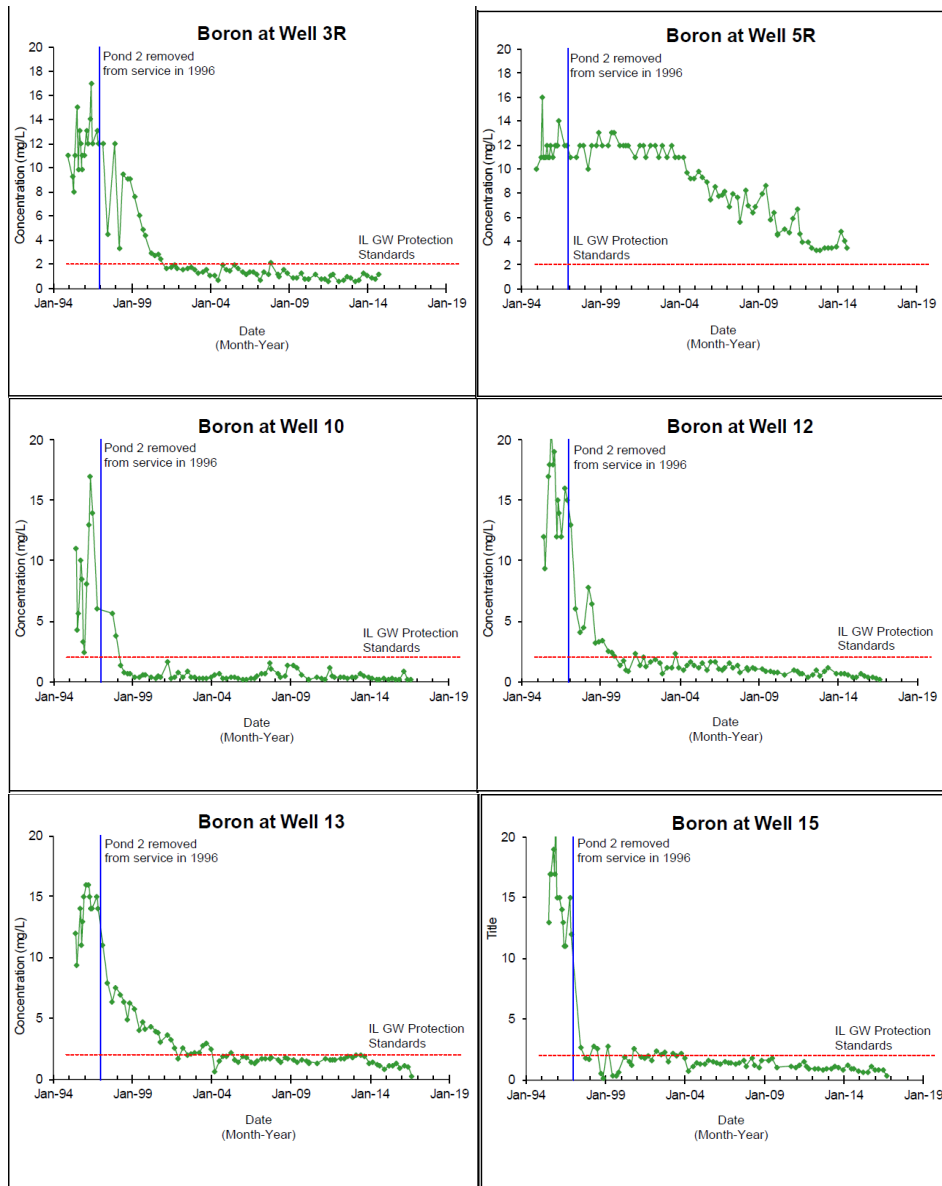 Boron at Well 3R
Pond 2 removed
from service in 1996
20
18
16
14
12
10
8
6
4
2
0
Concentration (mg/L)
IL GW Protection
Standards
Jan-94
Jan-99
Jan-04
Jan-09
Jan-14
Jan-19
Date
(Month-Year)
Boron at Well 5R
Pond 2 removed
from service in 1996
20
18
16
14
12
10
8
6
4
2
0
Concentration (mg/L)
IL GW Protection
Standards
Jan-94
Jan-99
Jan-04
Jan-09
Jan-14
Jan-19
Date
(Month-Year)
Boron at Well 10
Pond 2 removed
from service in 1996
20
15
10
5
0
Concentration (mg/L)
IL GW Protection
Standards
Jan-94
Jan-99
Jan-04
Jan-09
Jan-14
Jan-19
Date
(Month-Year)
Boron at Well 12
Pond 2 removed
from service in 1996
20
15
10
5
0
Concentration (mg/L)
IL GW Protection
Standards
Jan-94
Jan-99
Jan-04
Jan-09
Jan-14
Jan-19
Date
(Month-Year)
Boron at Well 13
Pond 2 removed
from service in 1996
20
15
10
5
0
Concentration (mg/L)
IL GW Protection
Standards
Jan-94
Jan-99
Jan-04
Jan-09
Jan-14
Jan-19
Date
(Month-Year)
Boron at Well 15
Pond 2 removed
from service in 1996
20
15
10
5
0
Title
IL GW Protection
Standards
Jan-94
Jan-99
Jan-04
Jan-09
Jan-14
Jan-19
Date
(Month-Year)